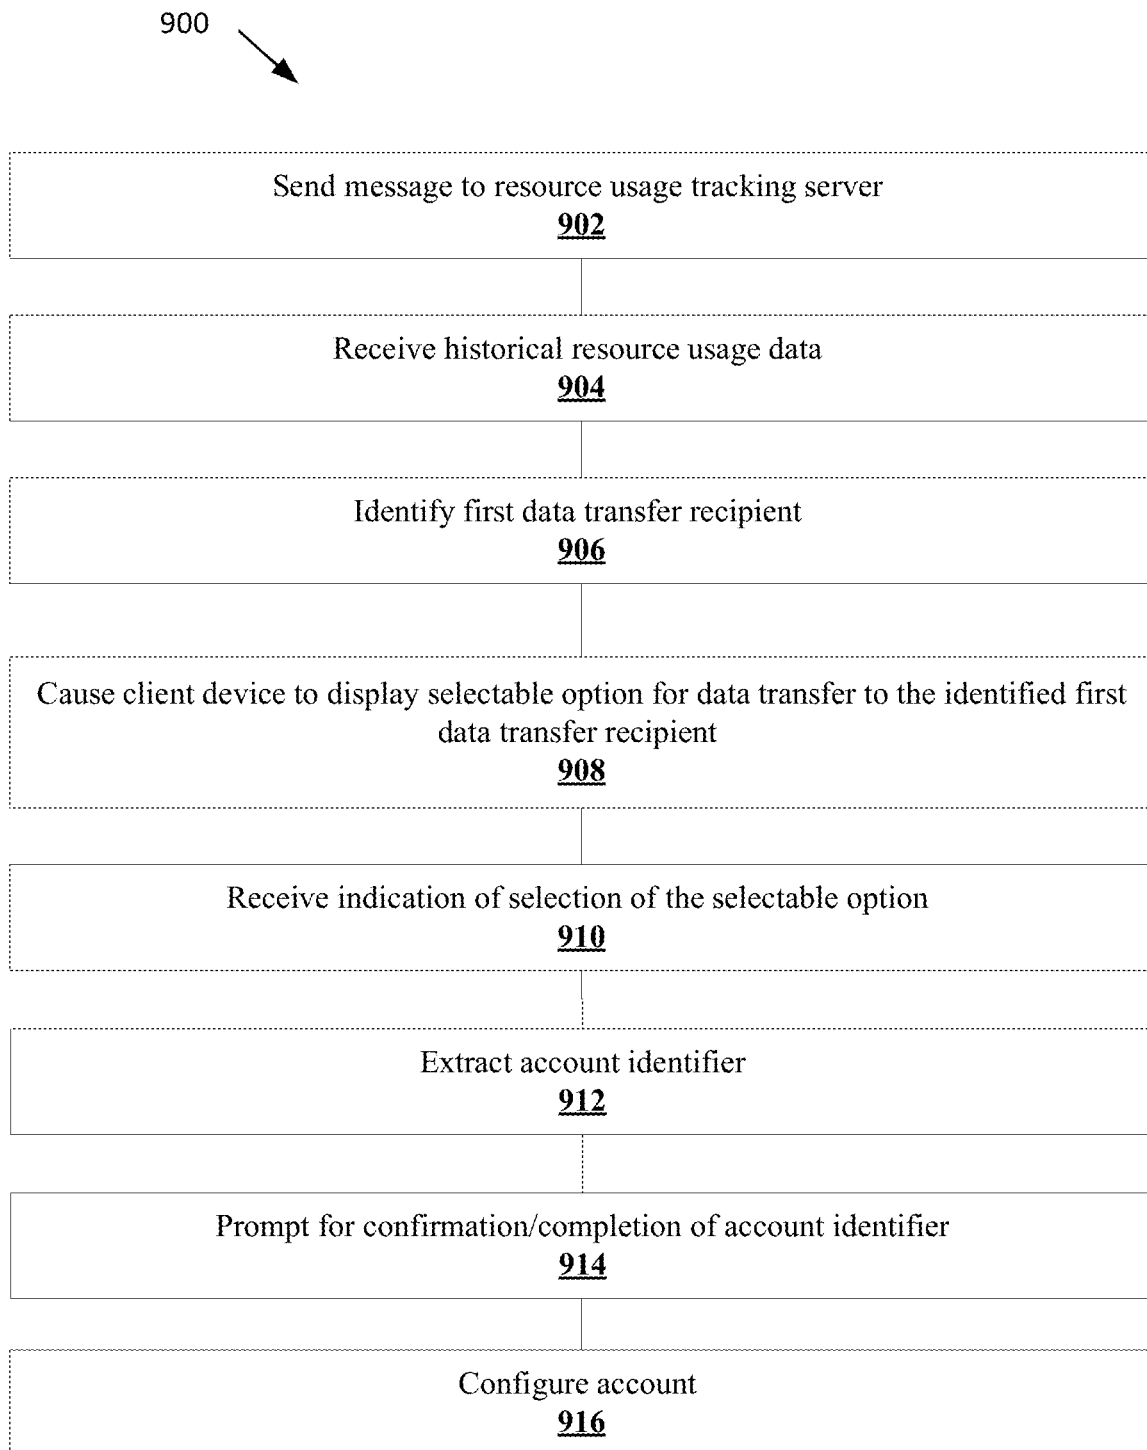 900
Send message to resource usage tracking server
902
Receive historical resource usage data
904
Identify first data transfer recipient
906
Cause client device to display selectable option for data transfer to the identified first
data transfer recipient
908
Receive indication of selection of the selectable option
910
Extract account identifier
912
Prompt for confirmation/completion of account identifier
914
Configure account
916